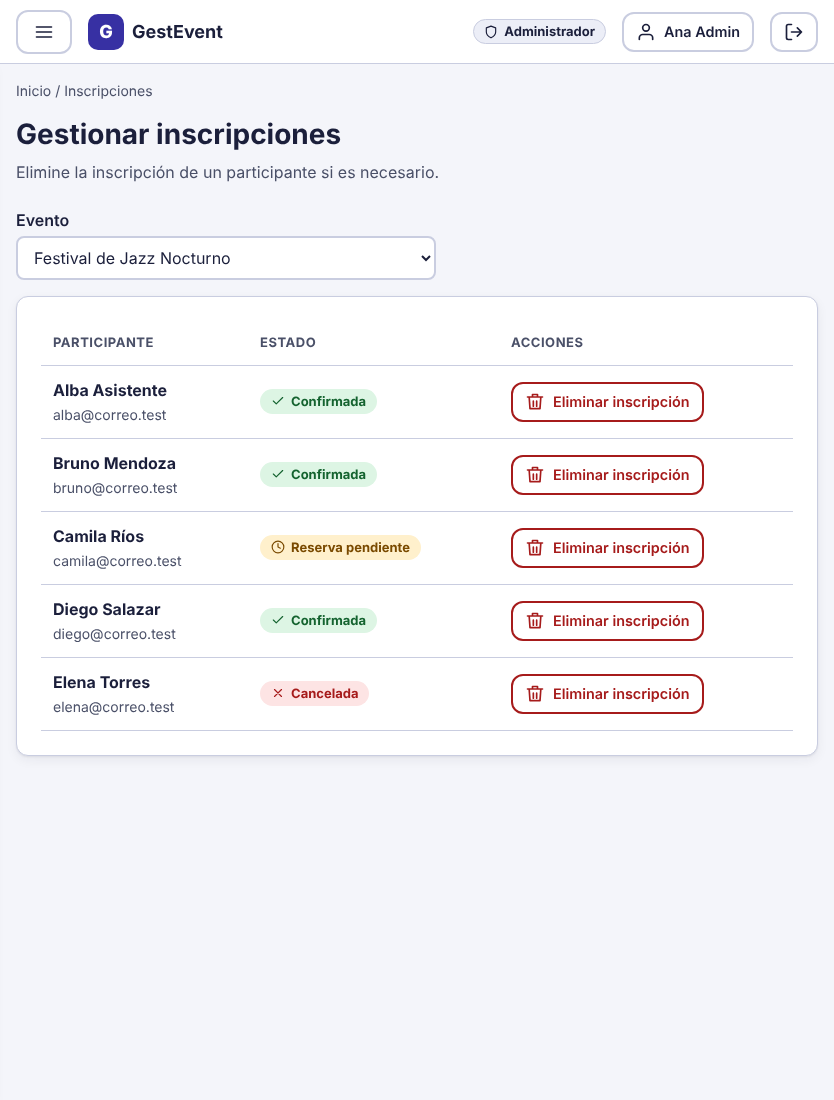 G GestEvent Administrador Ana Admin
Inicio / Inscripciones
Gestionar inscripciones
Elimine la inscripción de un participante si es necesario.
Evento
Festival de Jazz Nocturno
PARTICIPANTE ESTADO ACCIONES
Alba Asistente
alba@correo.test
Confirmada
Eliminar inscripción
Bruno Mendoza
bruno@correo.test
Confirmada
Eliminar inscripción
Camila Ríos
camila@correo.test
Reserva pendiente
Eliminar inscripción
Diego Salazar
diego@correo.test
Confirmada
Eliminar inscripción
Elena Torres
elena@correo.test
Cancelada
Eliminar inscripción